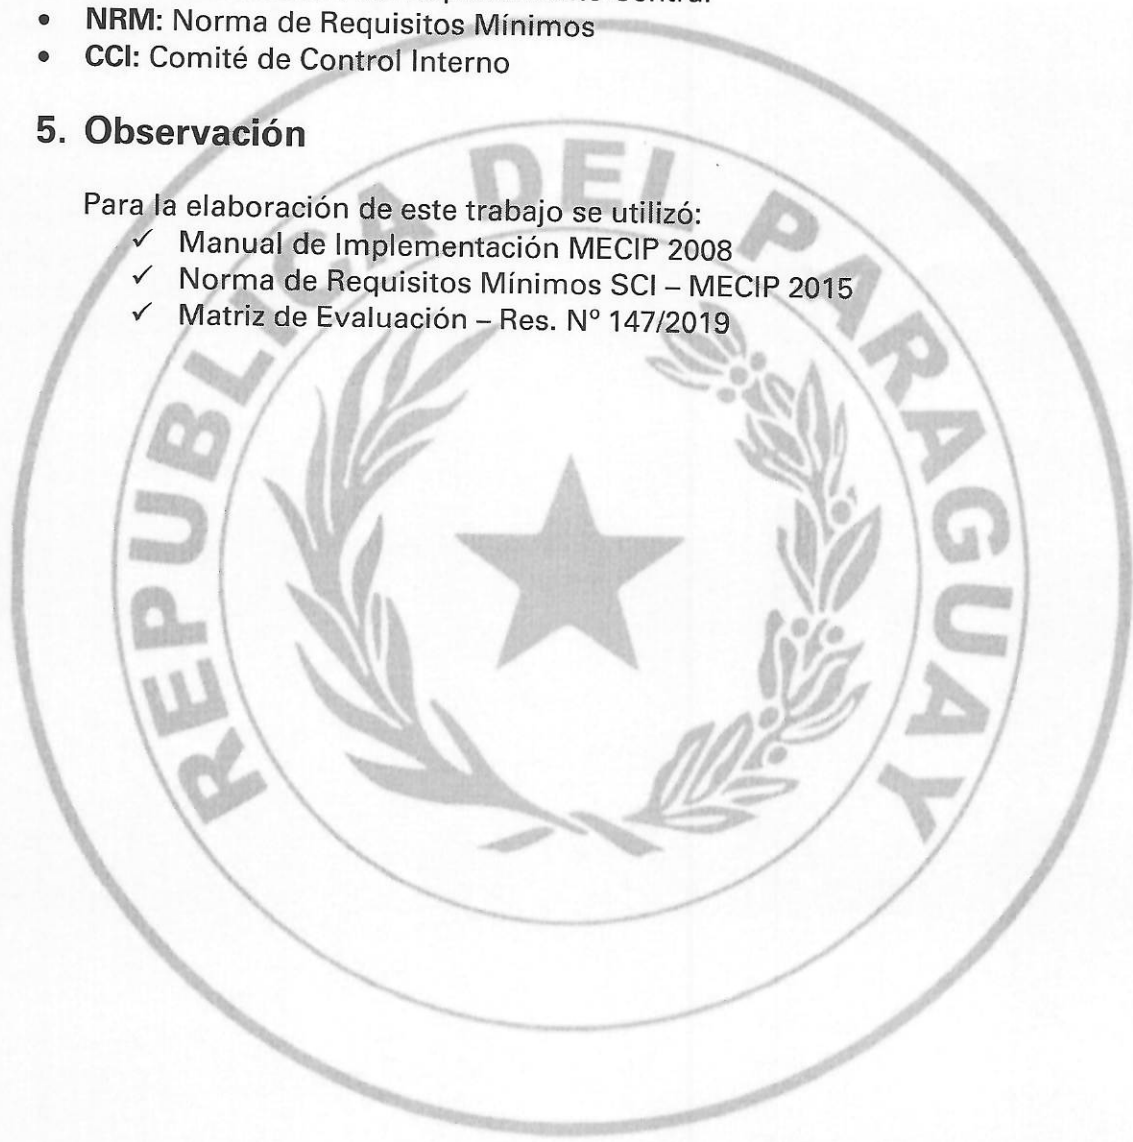 Central
• NRM: Norma de Requisitos Mínimos
• CCI: Comité de Control Interno
5. Observación
Para la elaboración de este trabajo se utilizó:
✓ Manual de Implementación MECIP 2008
✓ Norma de Requisitos Mínimos SCI – MECIP 2015
✓ Matriz de Evaluación – Res. Nº 147/2019
REPUBLICA DEL PARAGUAY